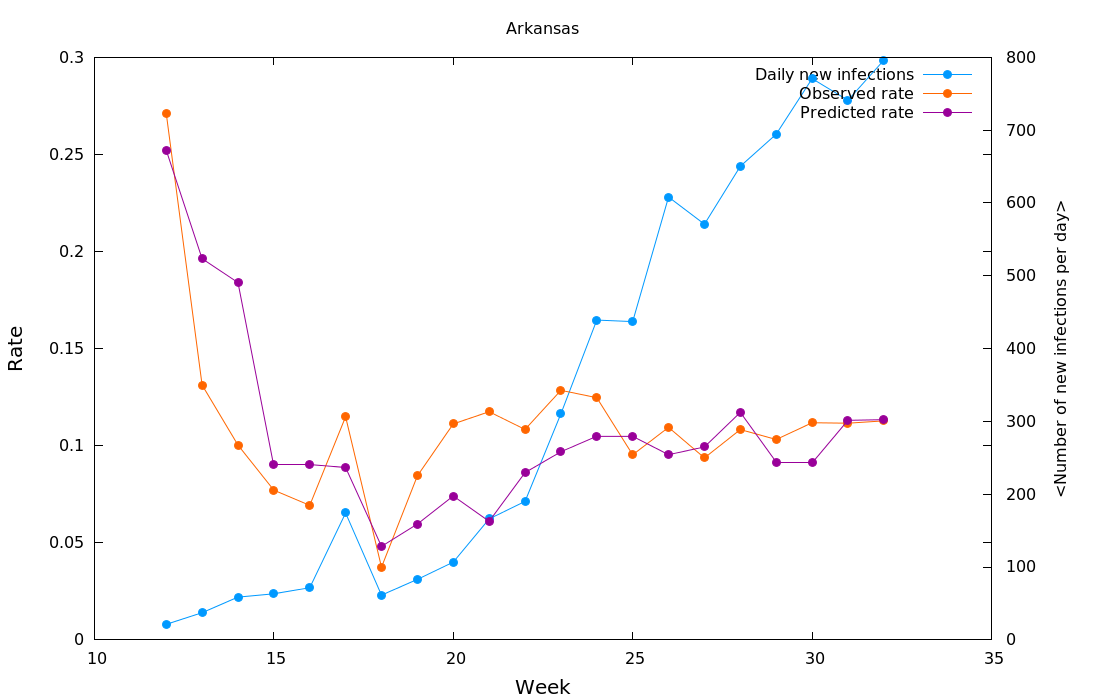 Arkansas
Daily new infections
Observed rate
Predicted rate
Rate
0.3
0.25
0.2
0.15
0.1
0.05
0
800
700
600
500
400
300
200
100
0
<Number of new infections per day>
10 15 20 25 30 35
Week